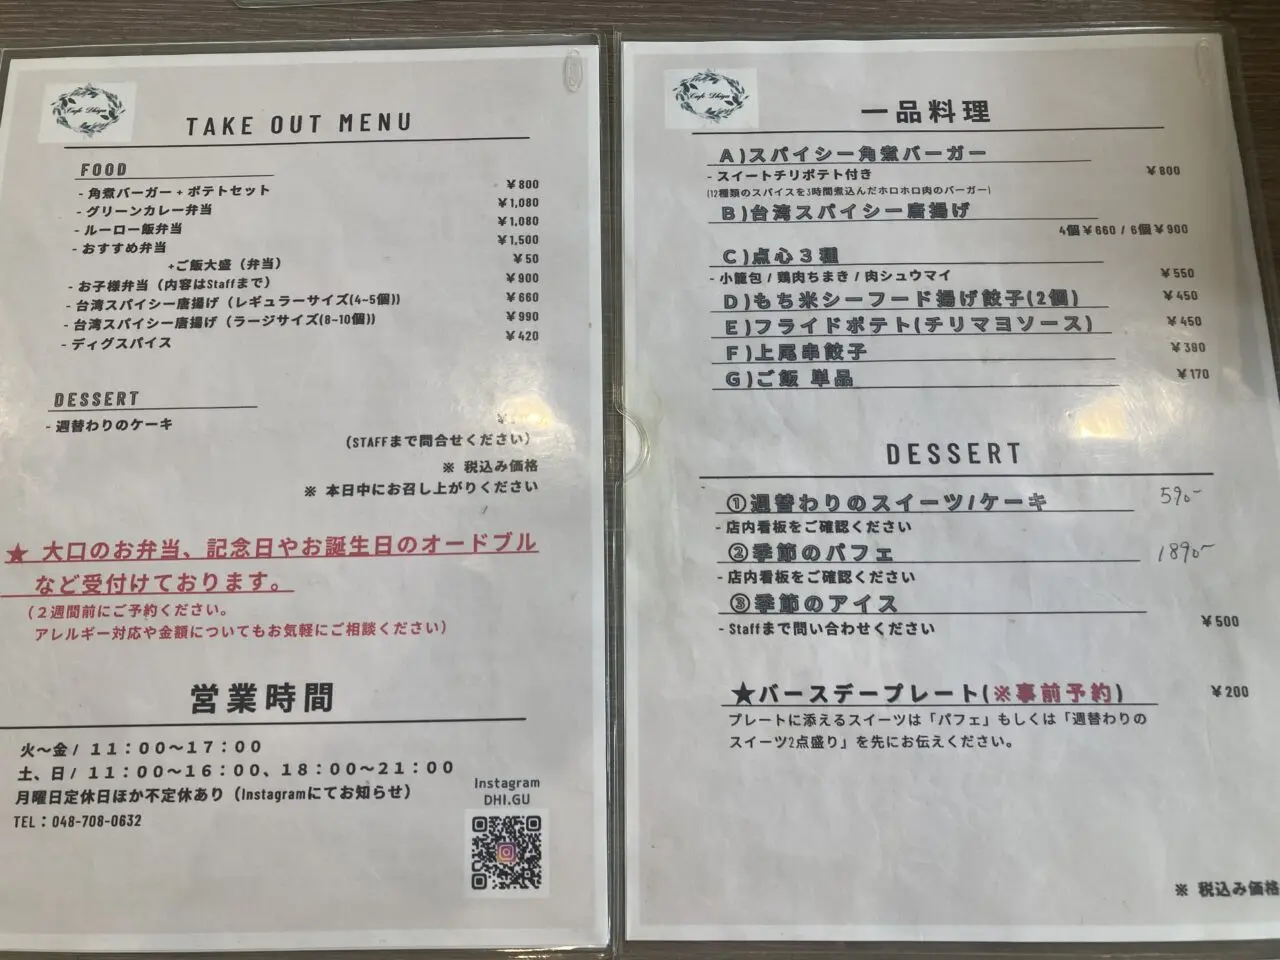 Cafe Dhigu
TAKE OUT MENU
FOOD
- 角煮バーガー + ポテトセット ¥800
- グリーンカレー弁当 ¥1,080
- ルーロー飯弁当 ¥1,080
- おすすめ弁当 ¥1,500
+ご飯大盛（弁当） ¥50
- お子様弁当（内容はStaffまで） ¥900
- 台湾スパイシー唐揚げ（レギュラーサイズ(4~5個)） ¥660
- 台湾スパイシー唐揚げ（ラージサイズ(8~10個)） ¥990
- ディグスパイス ¥420
DESSERT
- 週替わりのケーキ
（STAFFまで問合せください）
※ 税込み価格
※ 本日中にお召し上がりください
★ 大口のお弁当、記念日やお誕生日のオードブル
など受付けております。
（２週間前にご予約ください。
アレルギー対応や金額についてもお気軽にご相談ください）
営業時間
火〜金/ １１：００〜１７：００
土、日/ １１：００〜１６：００、１８：００〜２１：００
月曜日定休日ほか不定休あり（Instagramにてお知らせ）
TEL：048-708-0632
Instagram
DHI.GU
Cafe Dhigu
一品料理
A)スパイシー角煮バーガー
- スイートチリポテト付き ¥800
(12種類のスパイスを3時間煮込んだホロホロ肉のバーガー)
B)台湾スパイシー唐揚げ
4個¥660 / 6個¥900
C)点心３種
- 小籠包 / 鶏肉ちまき / 肉シュウマイ ¥550
D)もち米シーフード揚げ餃子(2個) ¥450
E)フライドポテト(チリマヨソース) ¥450
F)上尾串餃子 ¥380
G)ご飯 単品 ¥170
DESSERT
①週替わりのスイーツ/ケーキ 590-
- 店内看板をご確認ください
②季節のパフェ 1890-
- 店内看板をご確認ください
③季節のアイス
- Staffまで問い合わせください ¥500
★バースデープレート(※事前予約) ¥200
プレートに添えるスイーツは「パフェ」もしくは「週替わりの
スイーツ2点盛り」を先にお伝えください。
※ 税込み価格